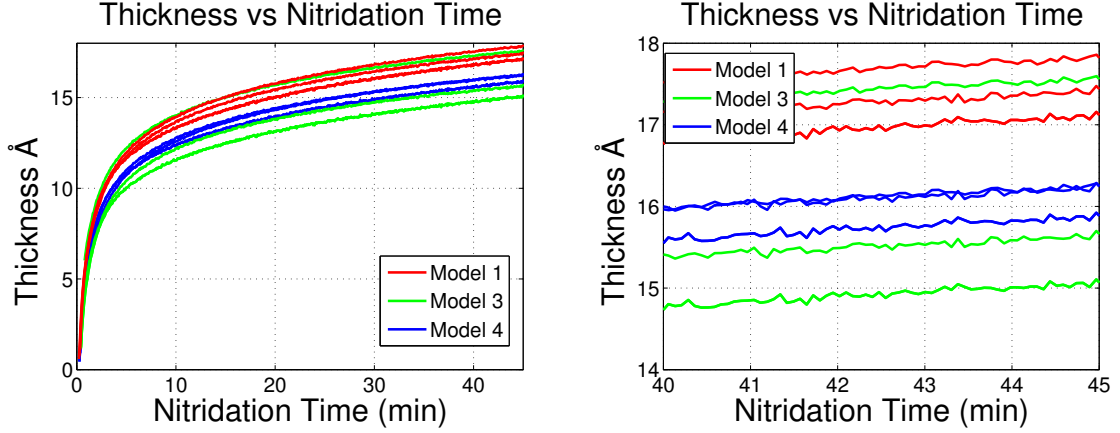 Thickness vs Nitridation Time
Thickness Å
15
10
5
0
0 10 20 30 40
Nitridation Time (min)
Model 1
Model 3
Model 4
Thickness vs Nitridation Time
Thickness Å
18
17
16
15
14
40 41 42 43 44 45
Nitridation Time (min)
Model 1
Model 3
Model 4